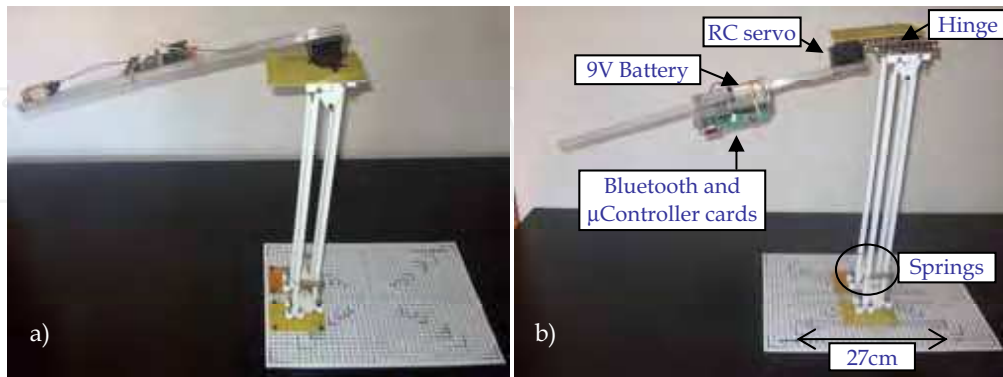 a)
RC servo
Hinge
9V Battery
Bluetooth and
µController cards
Springs
b)
27cm